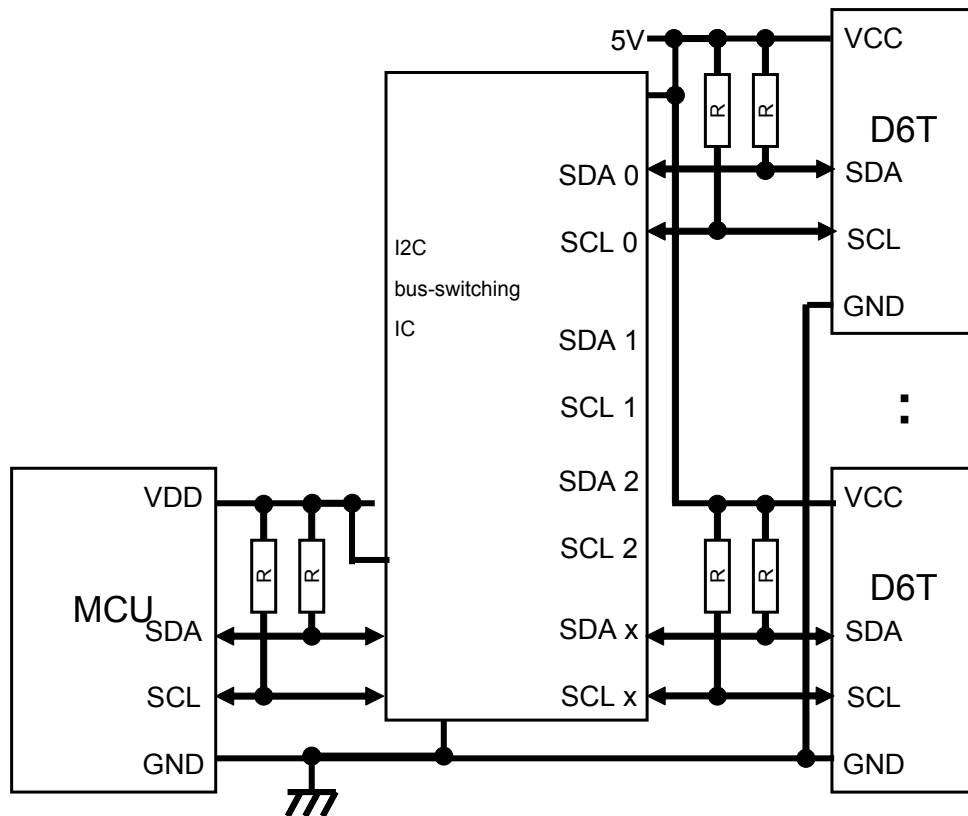 5V
VCC
R
R
D6T
SDA 0
SDA
SCL 0
SCL
I2C
bus-switching
IC
GND
SDA 1
SCL 1
:
VDD
SDA 2
VCC
SCL 2
R
R
R
R
MCU
D6T
SDA
SDA x
SDA
SCL
SCL x
SCL
GND
GND